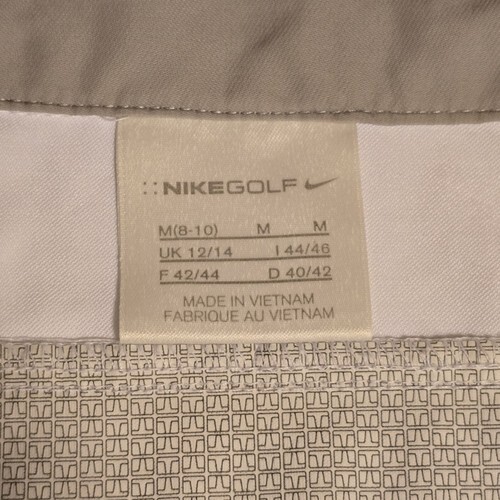 NIKEGOLF
M(8-10) M M
UK 12/14 I 44/46
F 42/44 D 40/42
MADE IN VIETNAM
FABRIQUE AU VIETNAM